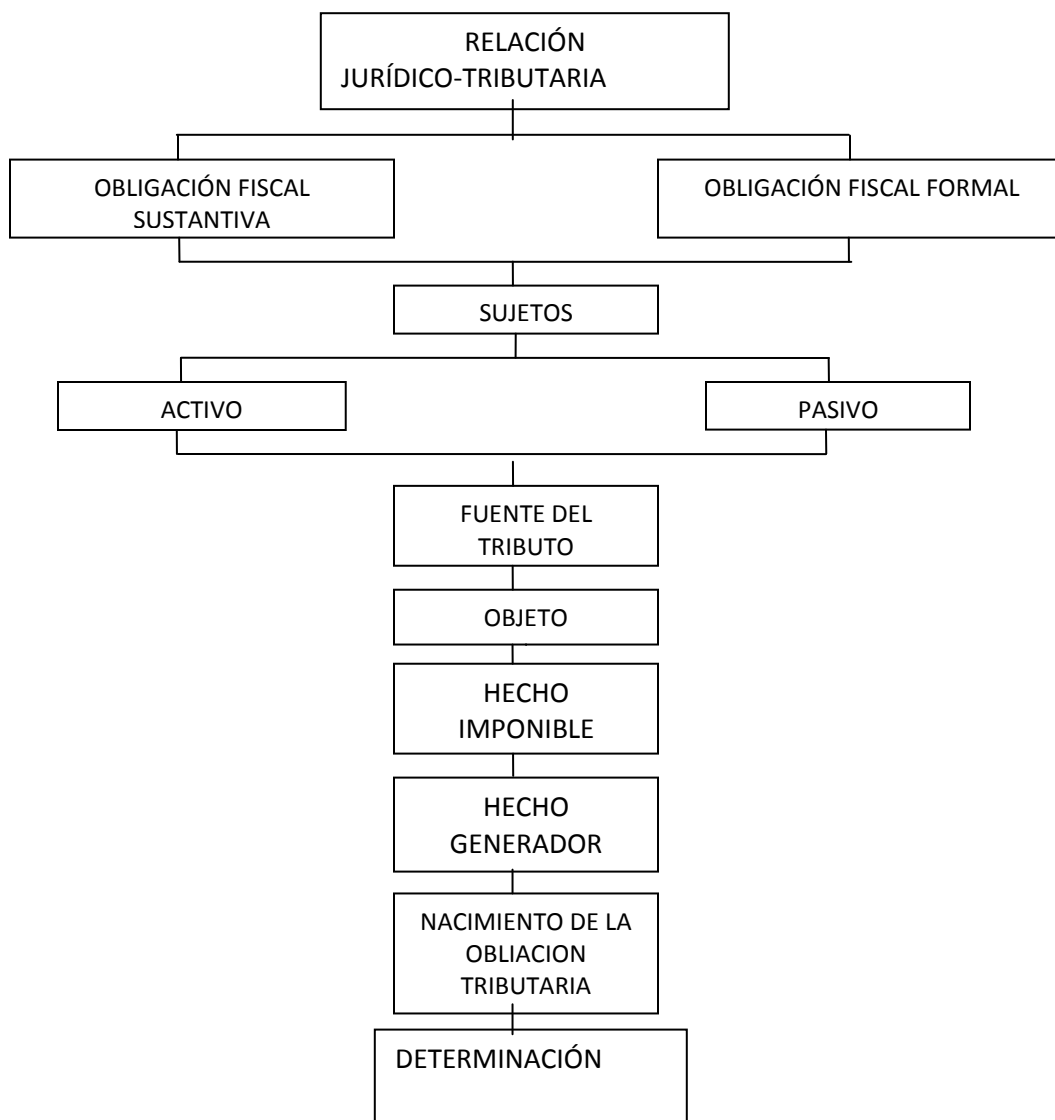 RELACIÓN
JURÍDICO-TRIBUTARIA
OBLIGACIÓN FISCAL
SUSTANTIVA
OBLIGACIÓN FISCAL FORMAL
SUJETOS
ACTIVO
PASIVO
FUENTE DEL
TRIBUTO
OBJETO
HECHO
IMPONIBLE
HECHO
GENERADOR
NACIMIENTO DE LA
OBLIACION
TRIBUTARIA
DETERMINACIÓN